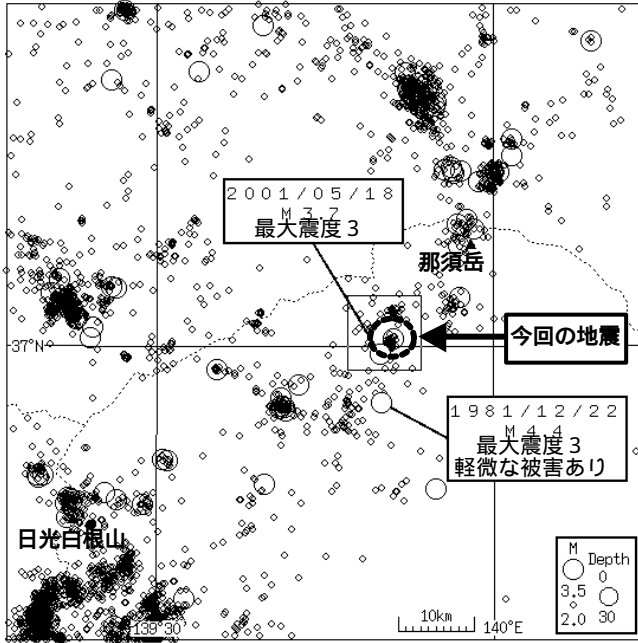 2001/05/18
M3.7
最大震度3
那須岳
37°N
今回の地震
1981/12/22
M4.4
最大震度3
軽微な被害あり
日光白根山
M
Depth
0
3.5
2.0
30
10km
139°30'
140°E